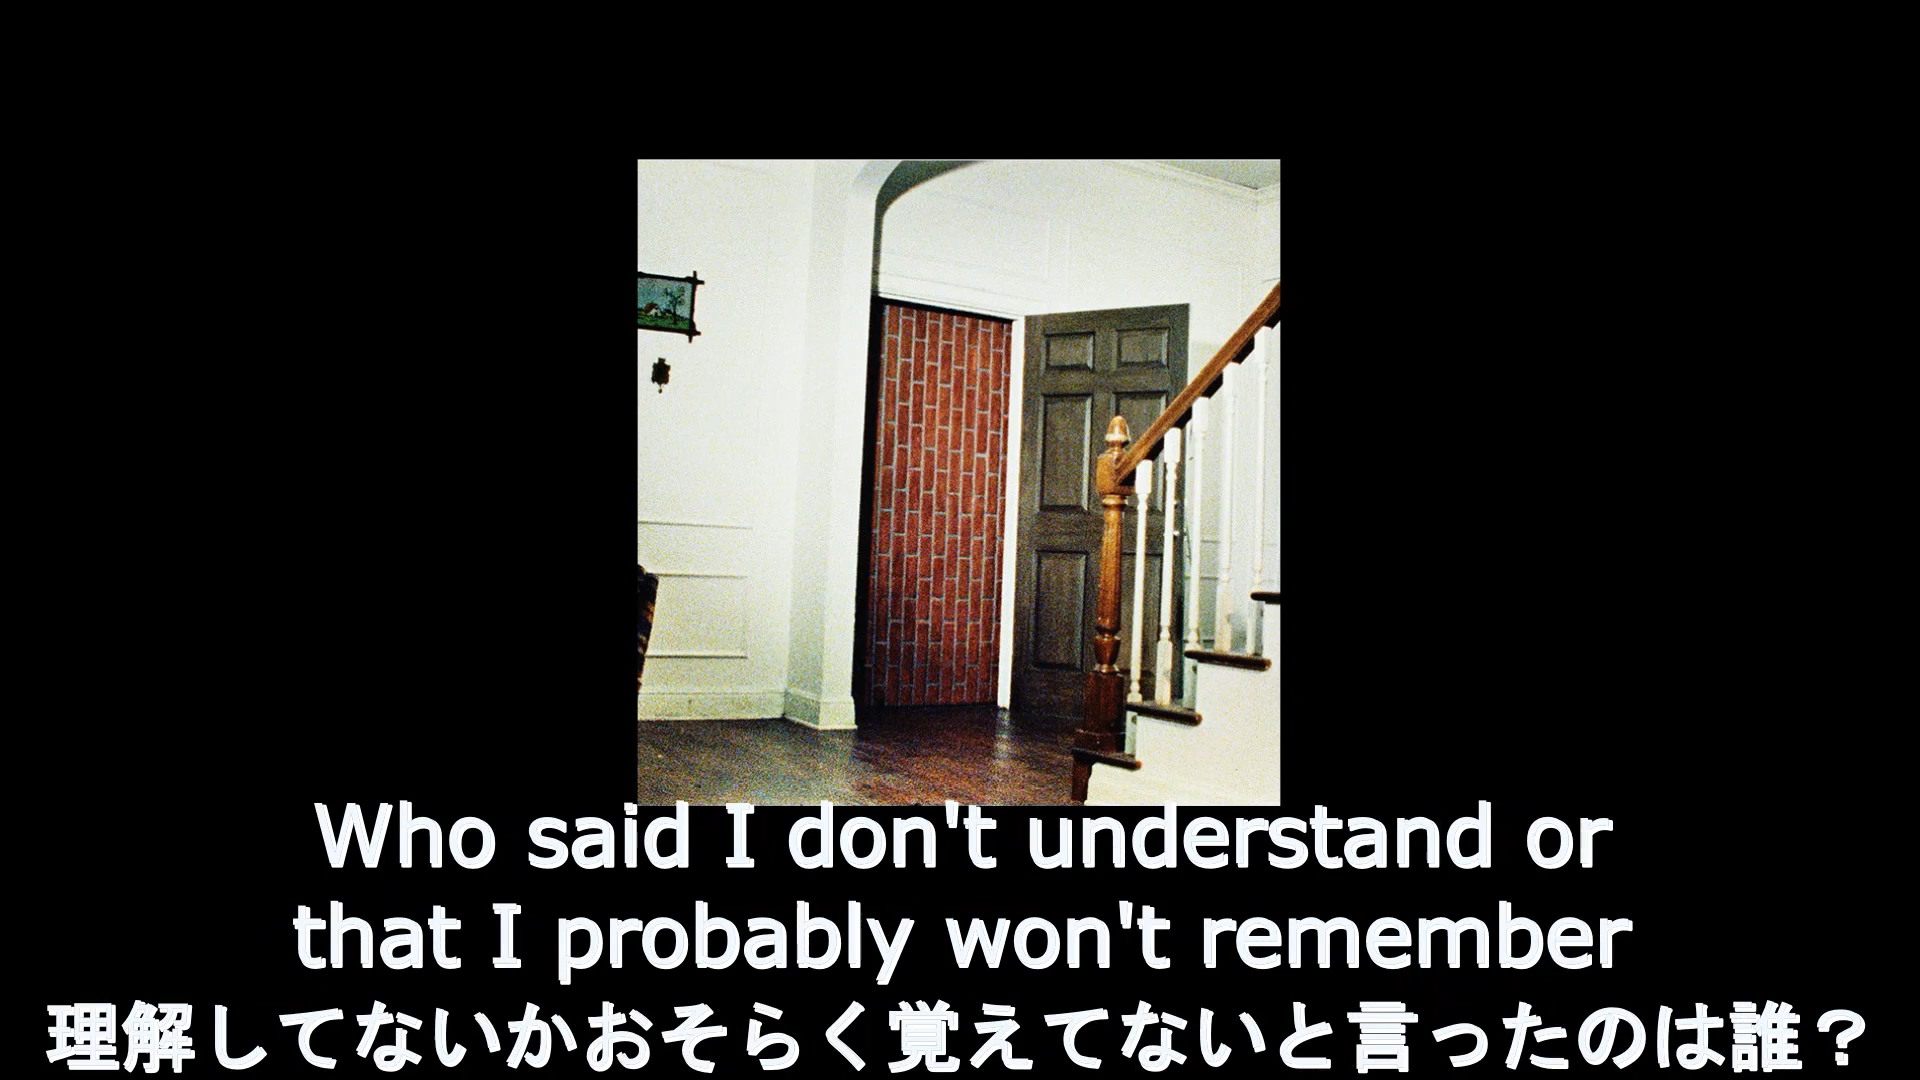 Who said I don't understand or
that I probably won't remember
理解してないかおそらく覚えてないと言ったのは誰？